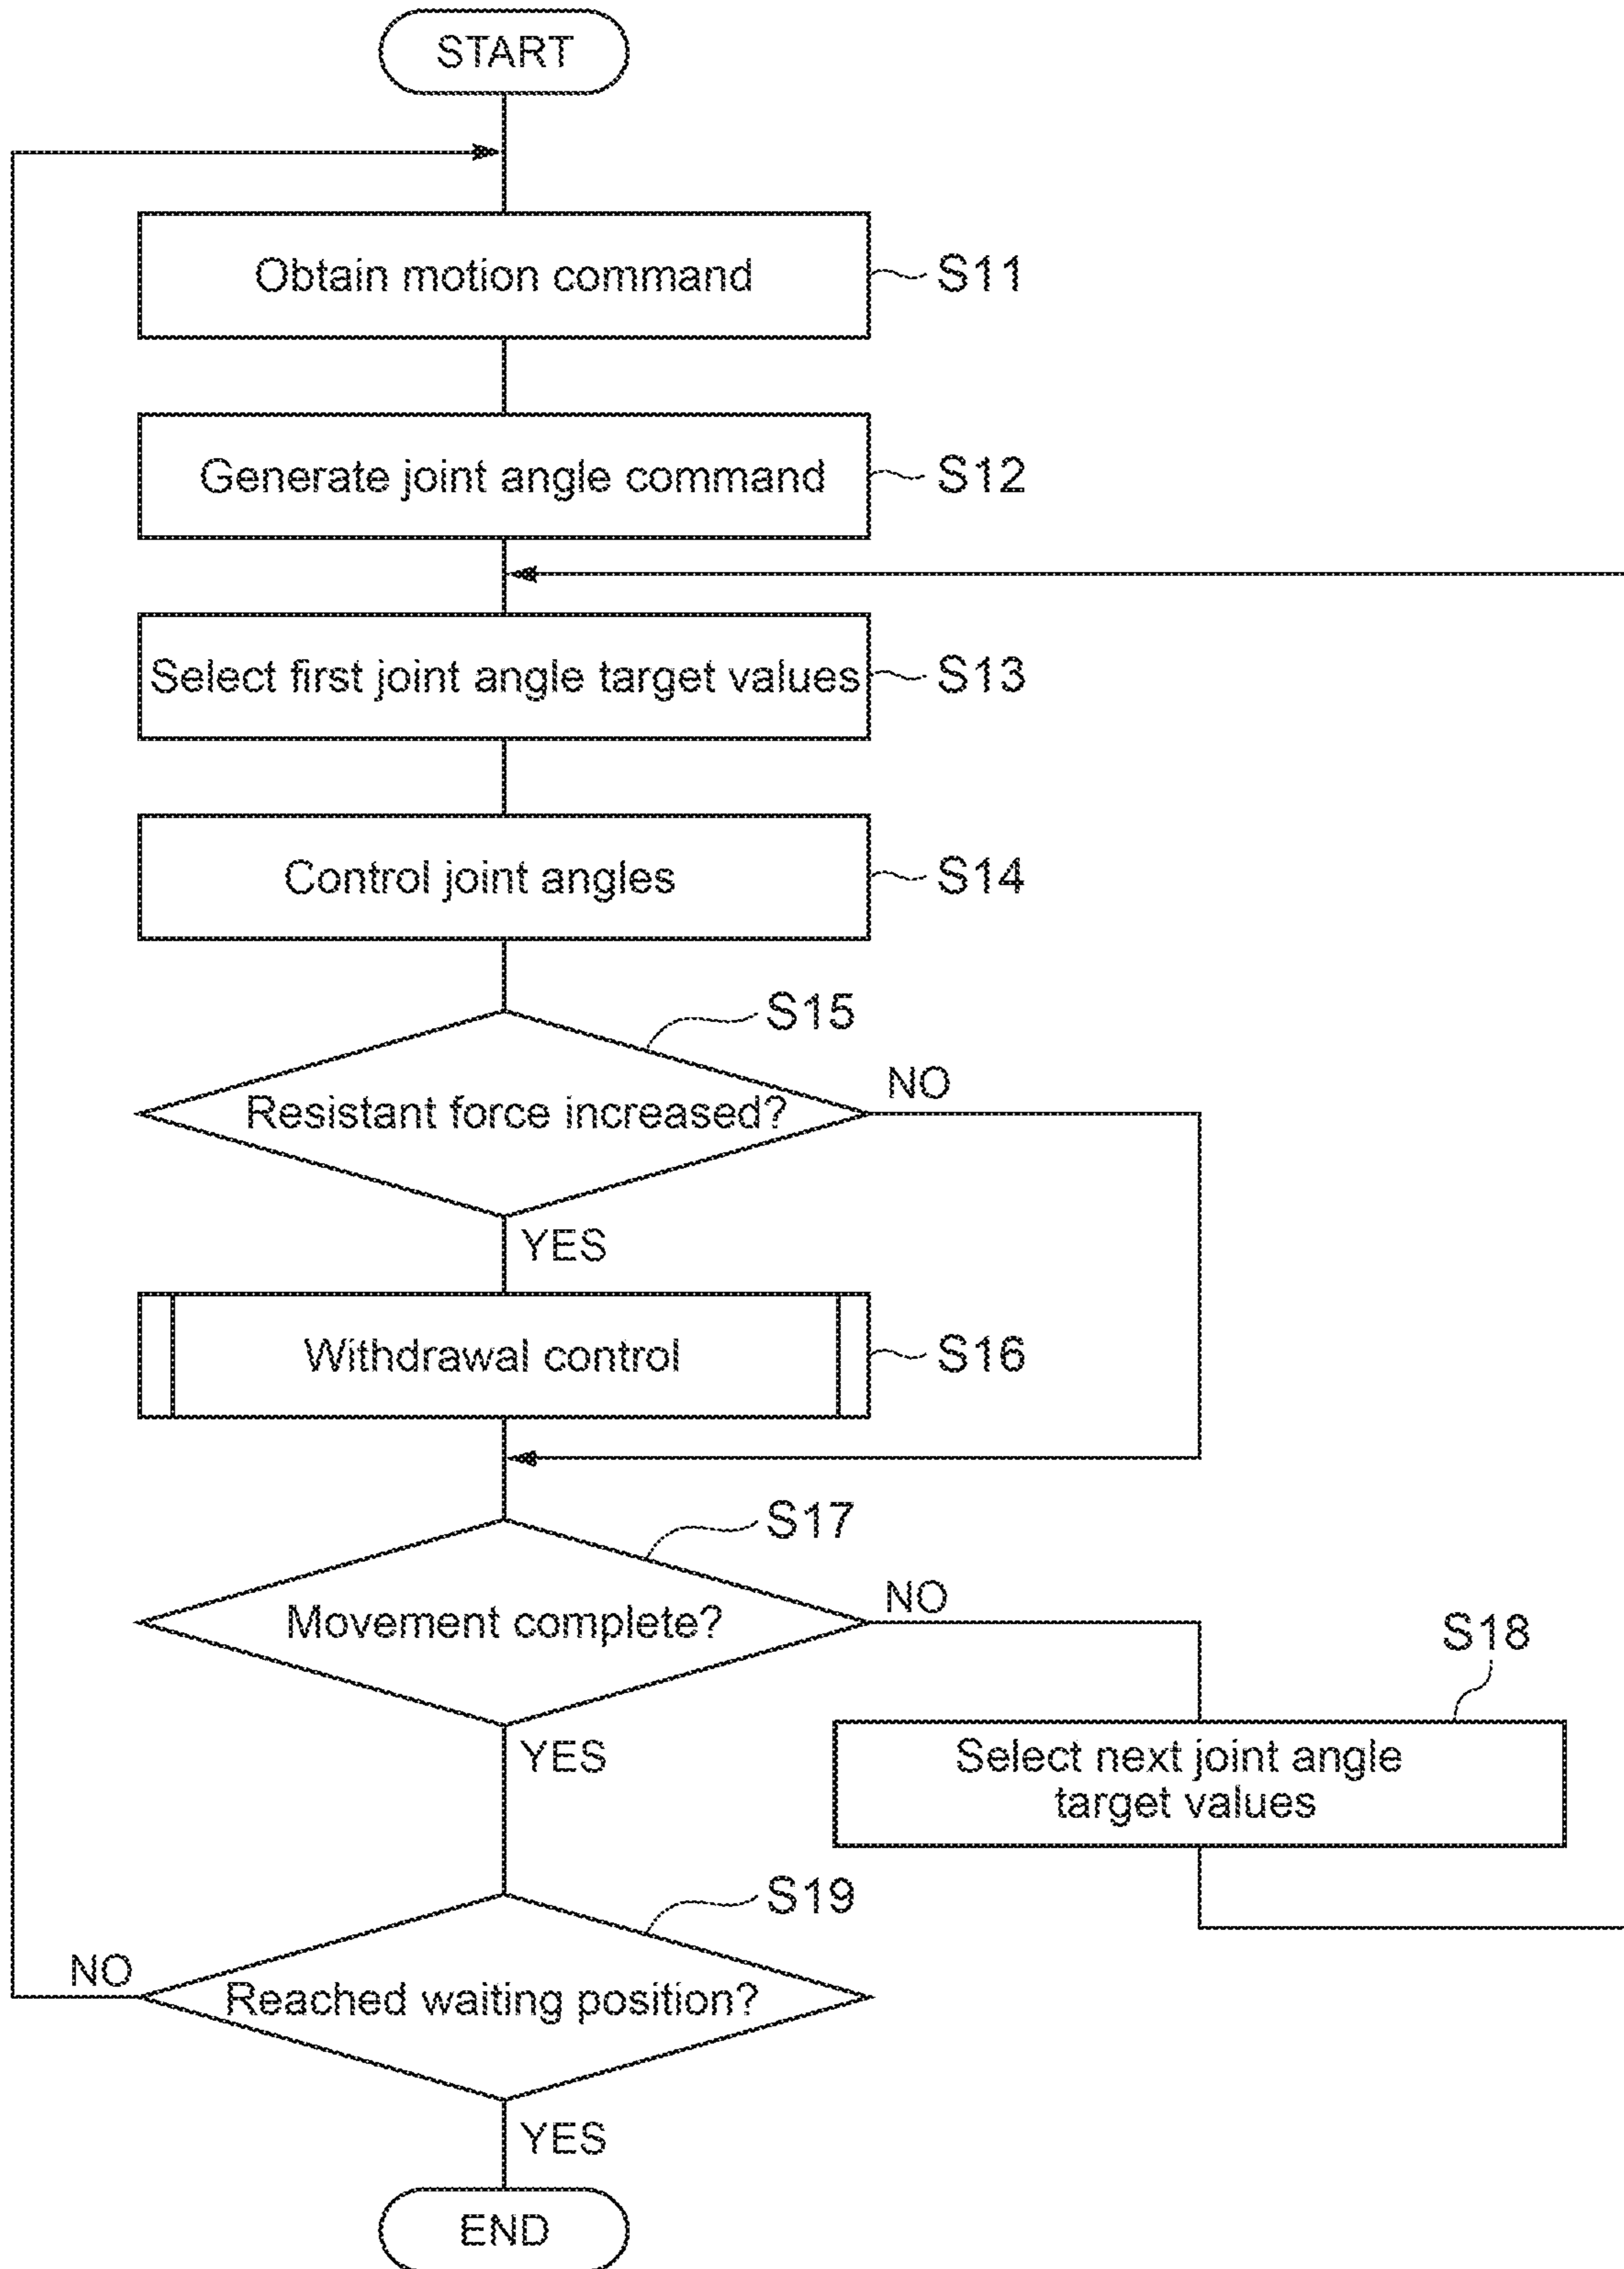 START
Obtain motion command
S11
Generate joint angle command
S12
Select first joint angle target values
S13
Control joint angles
S14
S15
Resistant force increased?
NO
YES
Withdrawal control
S16
S17
Movement complete?
NO
YES
S18
Select next joint angle
target values
S19
Reached waiting position?
NO
YES
END